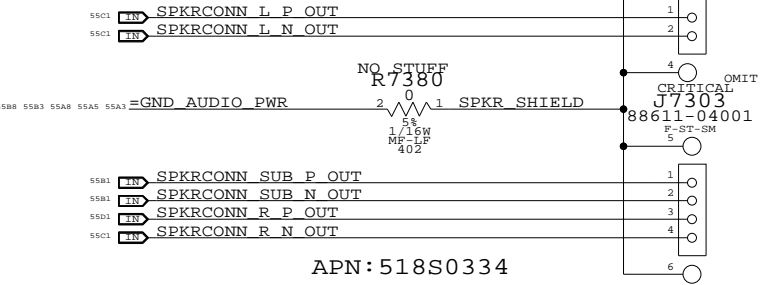 55C1 IN SPKRCONN_L_P_OUT 1
55C1 IN SPKRCONN_L_N_OUT 2
NO STUFF
R7380
0
55B8 55B3 55A8 55A5 55A3 =GND_AUDIO_PWR 2 1 SPKR_SHIELD
5%
1/16W
MF-LF
402
4
OMIT
CRITICAL
J7303
88611-04001
F-ST-SM
5
55B1 IN SPKRCONN_SUB_P_OUT 1
55B1 IN SPKRCONN_SUB_N_OUT 2
55D1 IN SPKRCONN_R_P_OUT 3
55C1 IN SPKRCONN_R_N_OUT 4
APN:518S0334
6